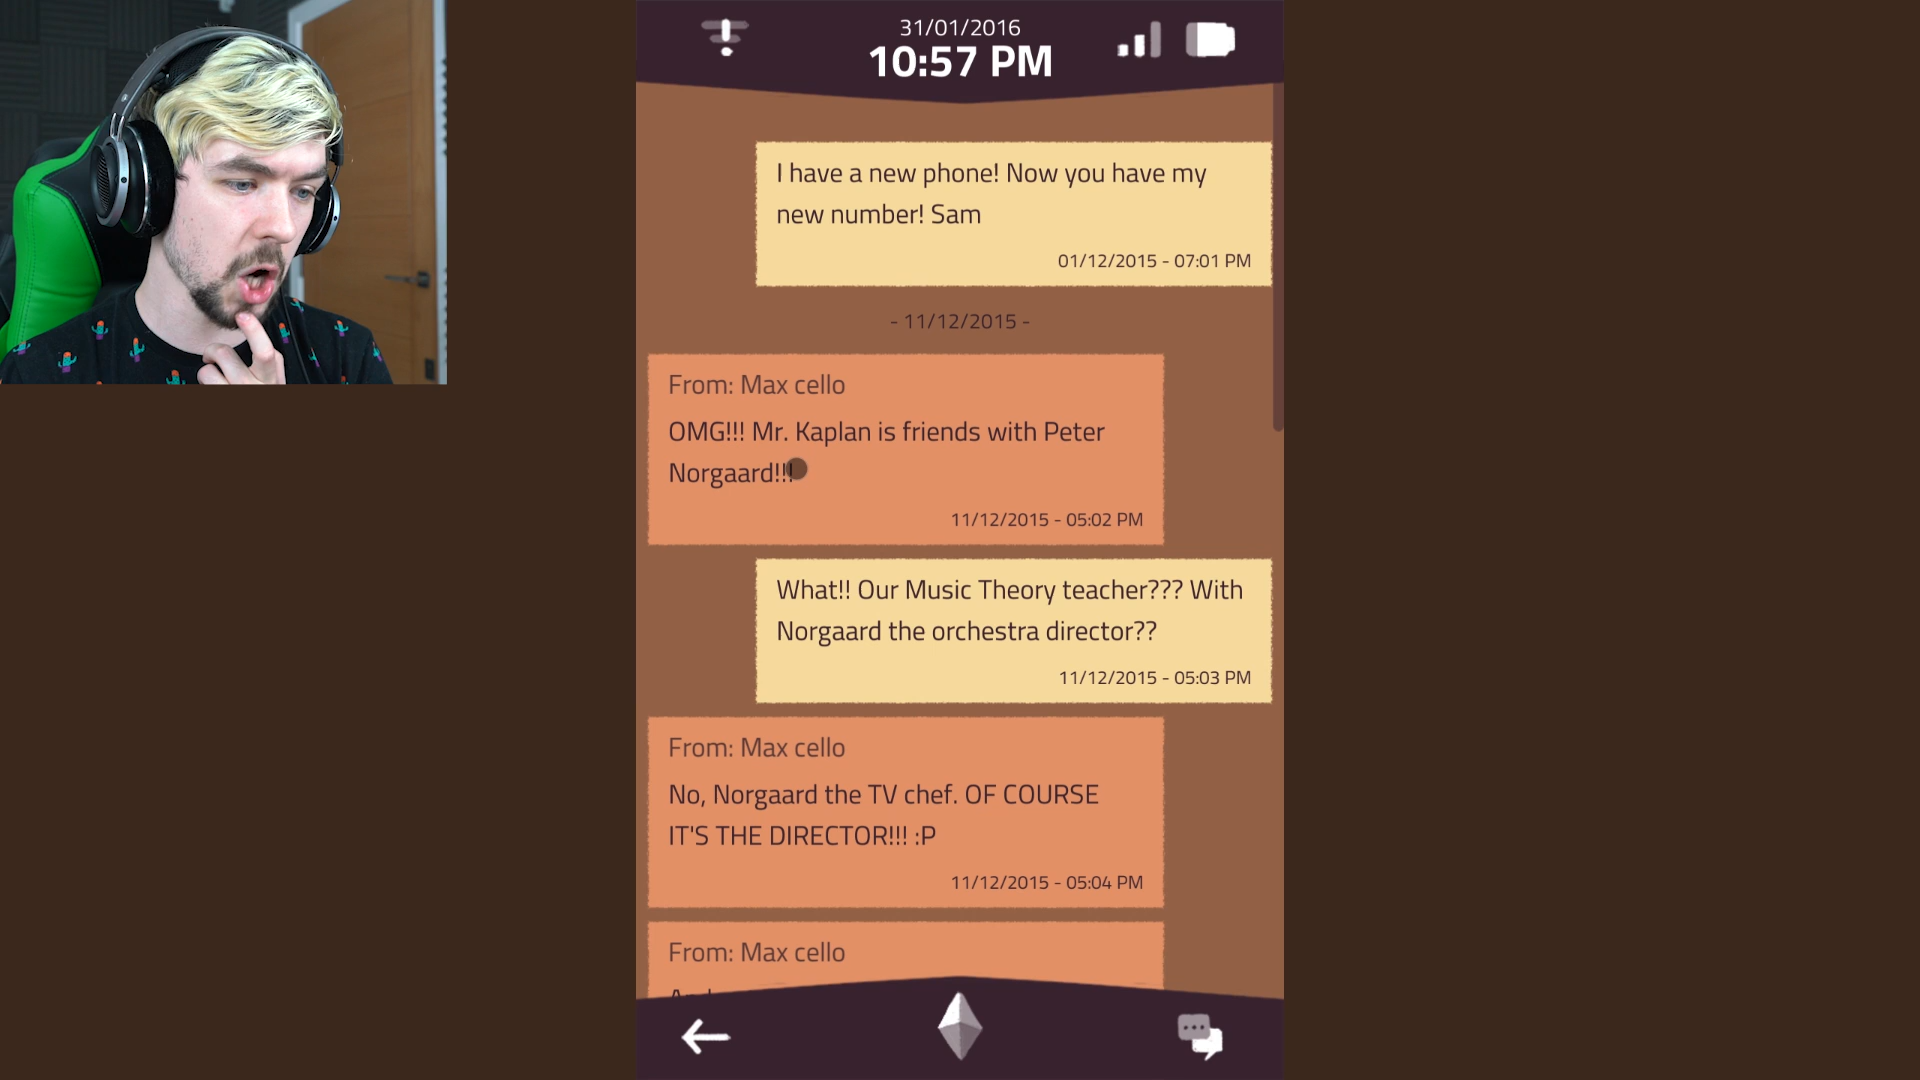 31/01/2016
10:57 PM
I have a new phone! Now you have my
new number! Sam
01/12/2015 - 07:01 PM
- 11/12/2015 -
From: Max cello
OMG!!! Mr. Kaplan is friends with Peter
Norgaard!!!
11/12/2015 - 05:02 PM
What!! Our Music Theory teacher??? With
Norgaard the orchestra director??
11/12/2015 - 05:03 PM
From: Max cello
No, Norgaard the TV chef. OF COURSE
IT'S THE DIRECTOR!!! :P
11/12/2015 - 05:04 PM
From: Max cello